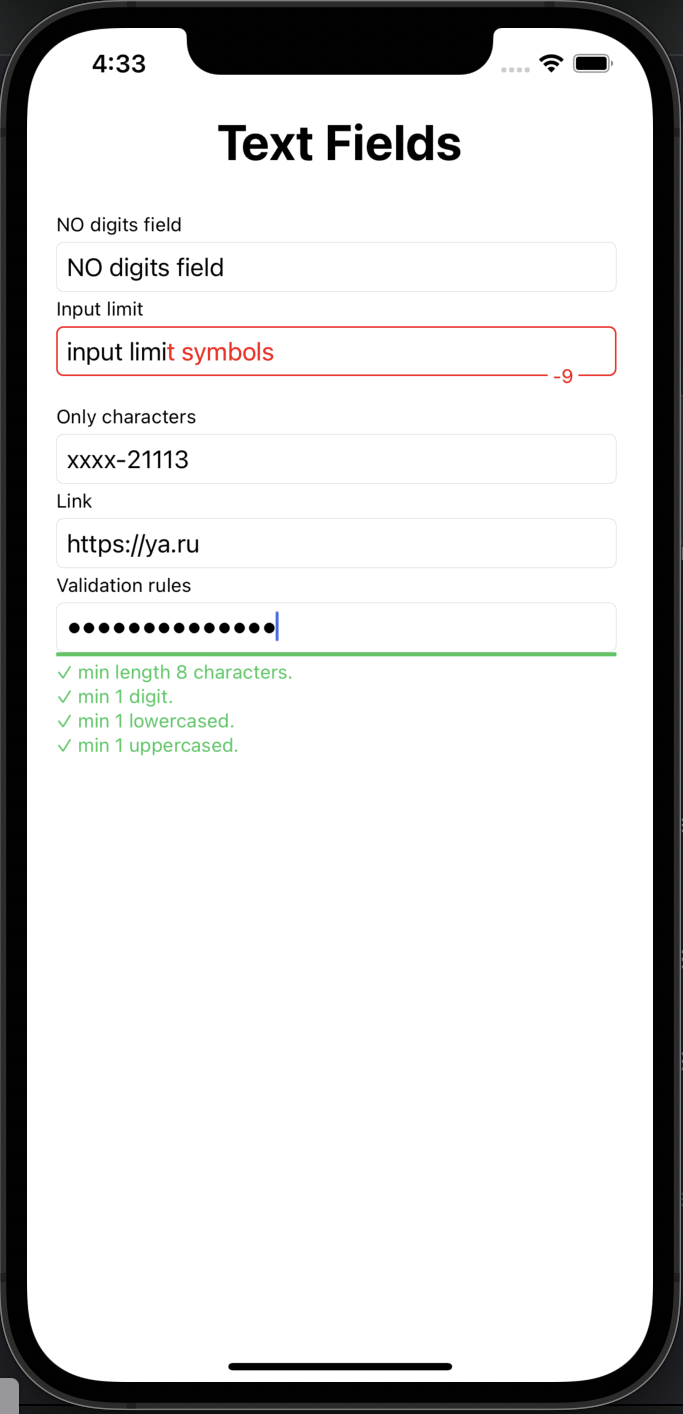 4:33
Text Fields
NO digits field
NO digits field
Input limit
input limit symbols
-9
Only characters
xxxx-21113
Link
https://ya.ru
Validation rules
●●●●●●●●●●●●●●
✓ min length 8 characters.
✓ min 1 digit.
✓ min 1 lowercased.
✓ min 1 uppercased.